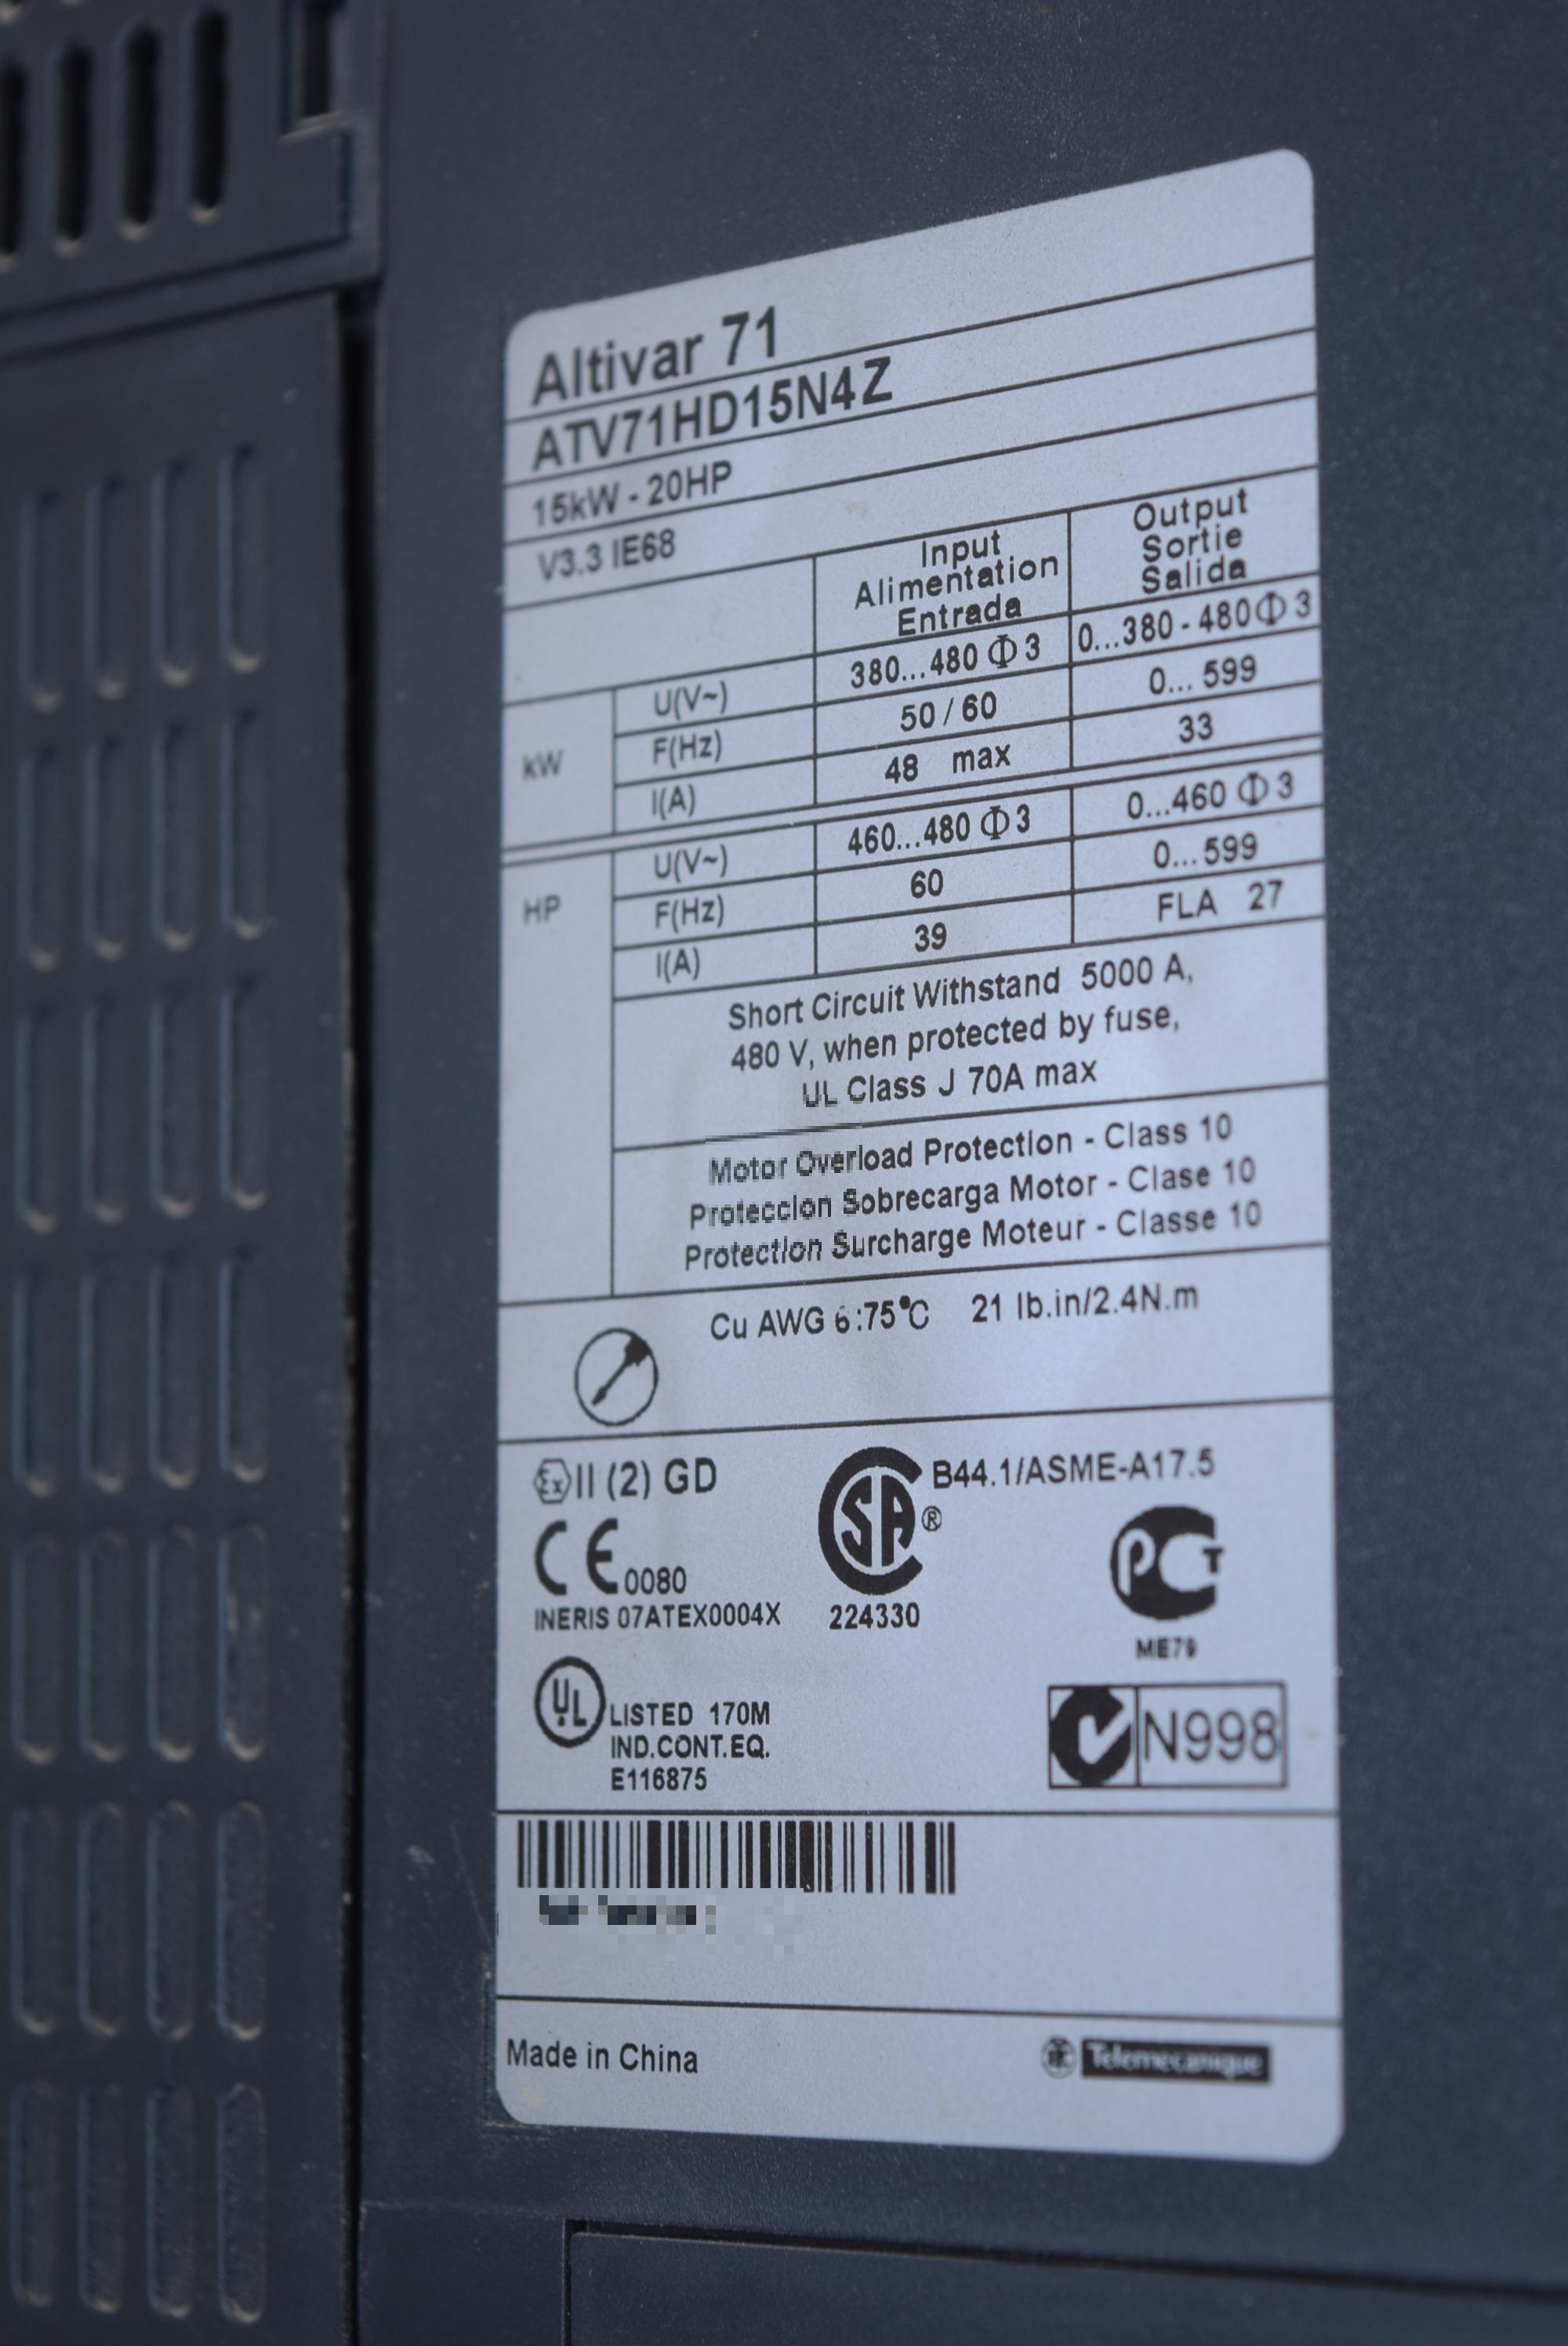 Altivar 71
ATV71HD15N4Z
15kW - 20HP
V3.3 IE68
Input Alimentation Entrada
Output Sortie Salida
kW
U(V~) 380...480 Φ 3 0...380 - 480 Φ 3
F(Hz) 50 / 60 0... 599
I(A) 48 max 33
HP
U(V~) 460...480 Φ 3 0...460 Φ 3
F(Hz) 60 0... 599
I(A) 39 FLA 27
Short Circuit Withstand 5000 A,
480 V, when protected by fuse,
UL Class J 70A max
Motor Overload Protection - Class 10
Proteccion Sobrecarga Motor - Clase 10
Protection Surcharge Moteur - Classe 10
Cu AWG 6 :75°C 21 lb.in/2.4N.m
Ex II (2) GD
CE 0080
INERIS 07ATEX0004X
SA ®
B44.1/ASME-A17.5
224330
PCT
ME79
UL LISTED 170M
IND.CONT.EQ.
E116875
N998
Made in China
Telemecanique